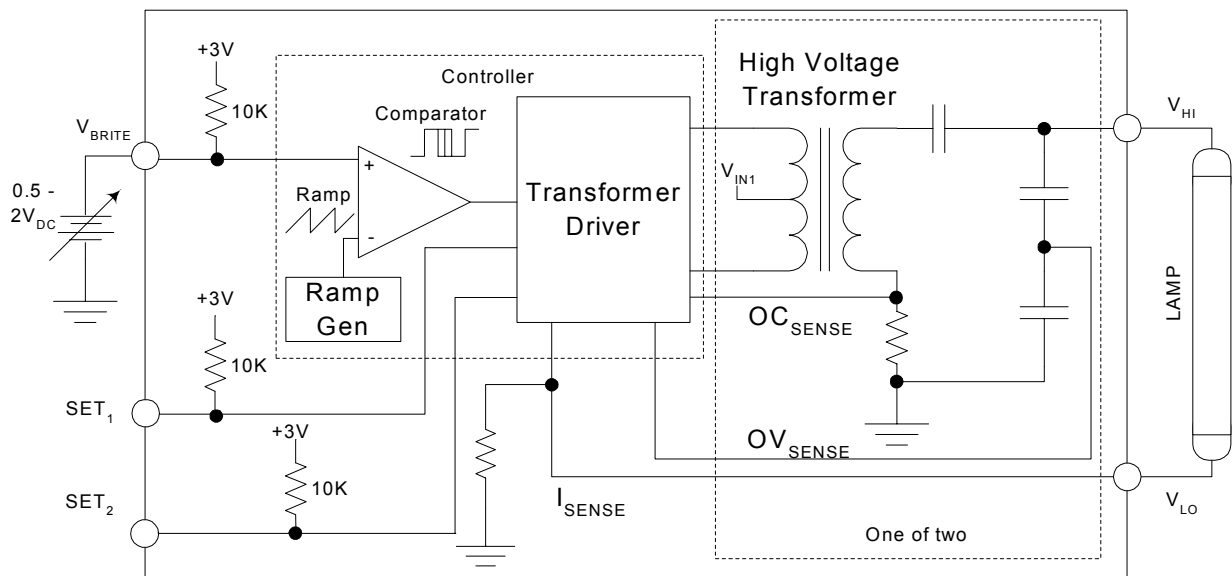 +3V
10K
V_BRITE
0.5 -
2V_DC
Controller
Comparator
+
Ramp
-
Ramp
Gen
Transformer
Driver
High Voltage
Transformer
V_IN1
V_HI
LAMP
+3V
10K
SET_1
OC_SENSE
+3V
10K
SET_2
OV_SENSE
I_SENSE
V_LO
One of two